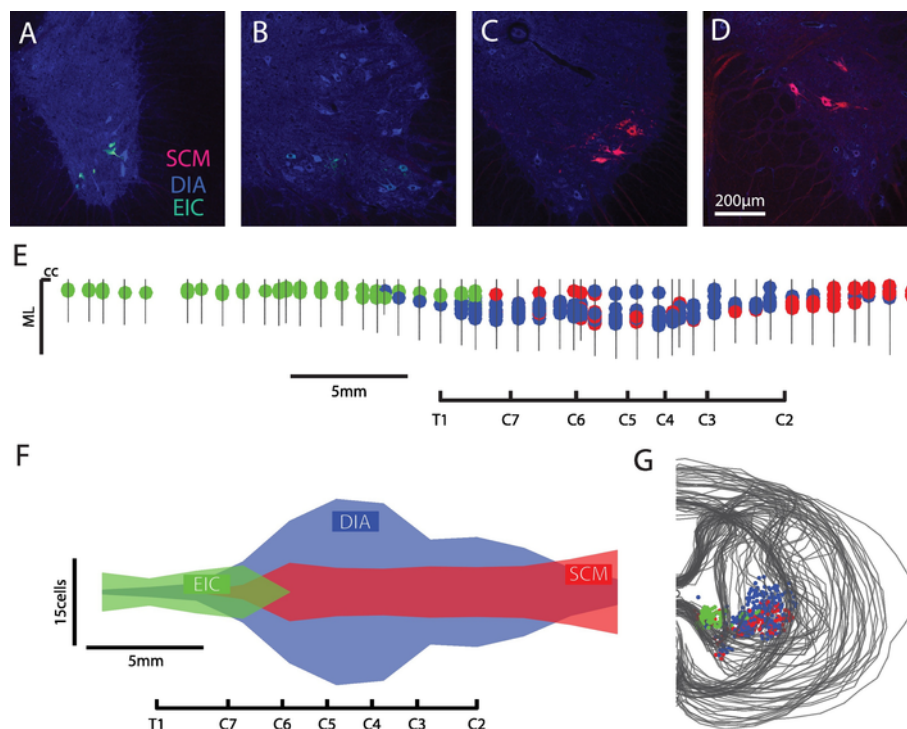 A
B
C
D
SCM
DIA
EIC
200µm
E
CC
ML
5mm
T1 C7 C6 C5 C4 C3 C2
F
G
DIA
EIC
SCM
15cells
5mm
T1 C7 C6 C5 C4 C3 C2